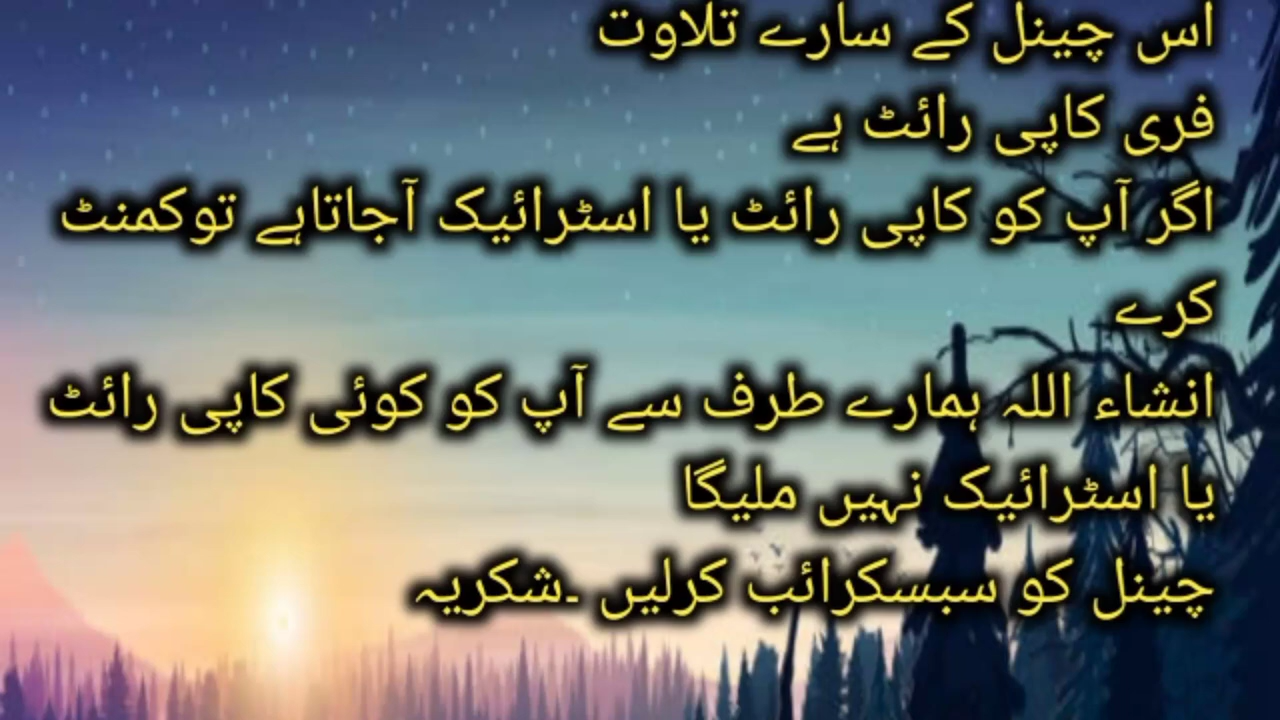 اس چینل کے سارے تلاوت
فری کاپی رائٹ ہے
اگر آپ کو کاپی رائٹ یا اسٹرائیک آجاتاہے توکمنٹ
کرے
انشاء اللہ ہمارے طرف سے آپ کو کوئی کاپی رائٹ
یا اسٹرائیک نہیں ملیگا
چینل کو سبسکرائب کرلیں ۔شکریہ